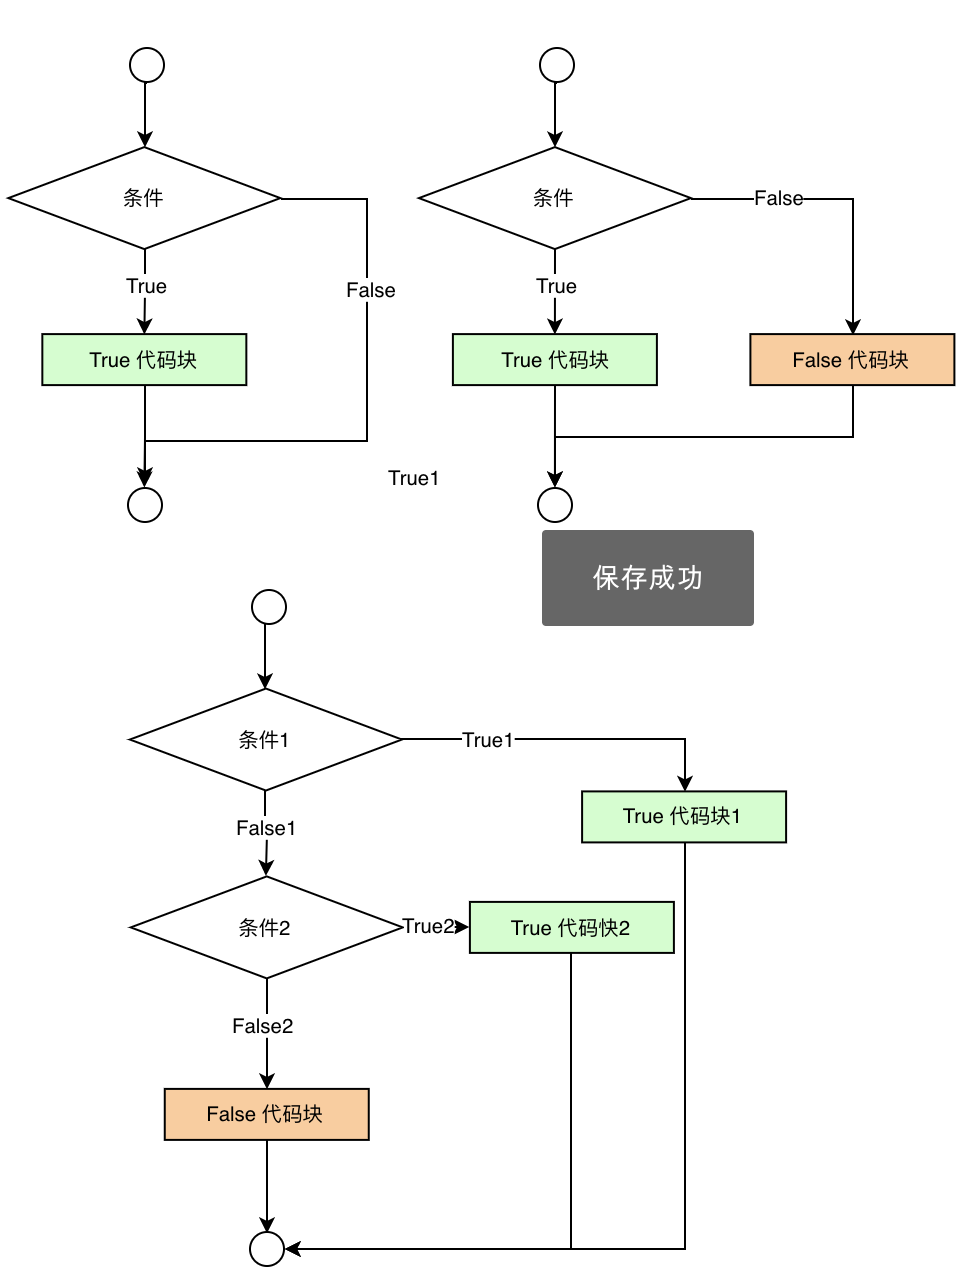 条件
True
False
True 代码块
条件
False
True
True 代码块
False 代码块
True1
保存成功
条件1
True1
True 代码块1
False1
条件2
True2
True 代码快2
False2
False 代码块